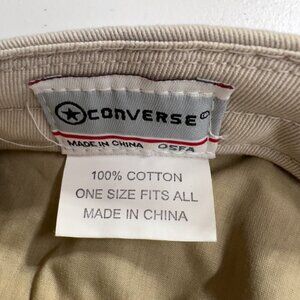 CONVERSE
MADE IN CHINA OSFA
100% COTTON
ONE SIZE FITS ALL
MADE IN CHINA